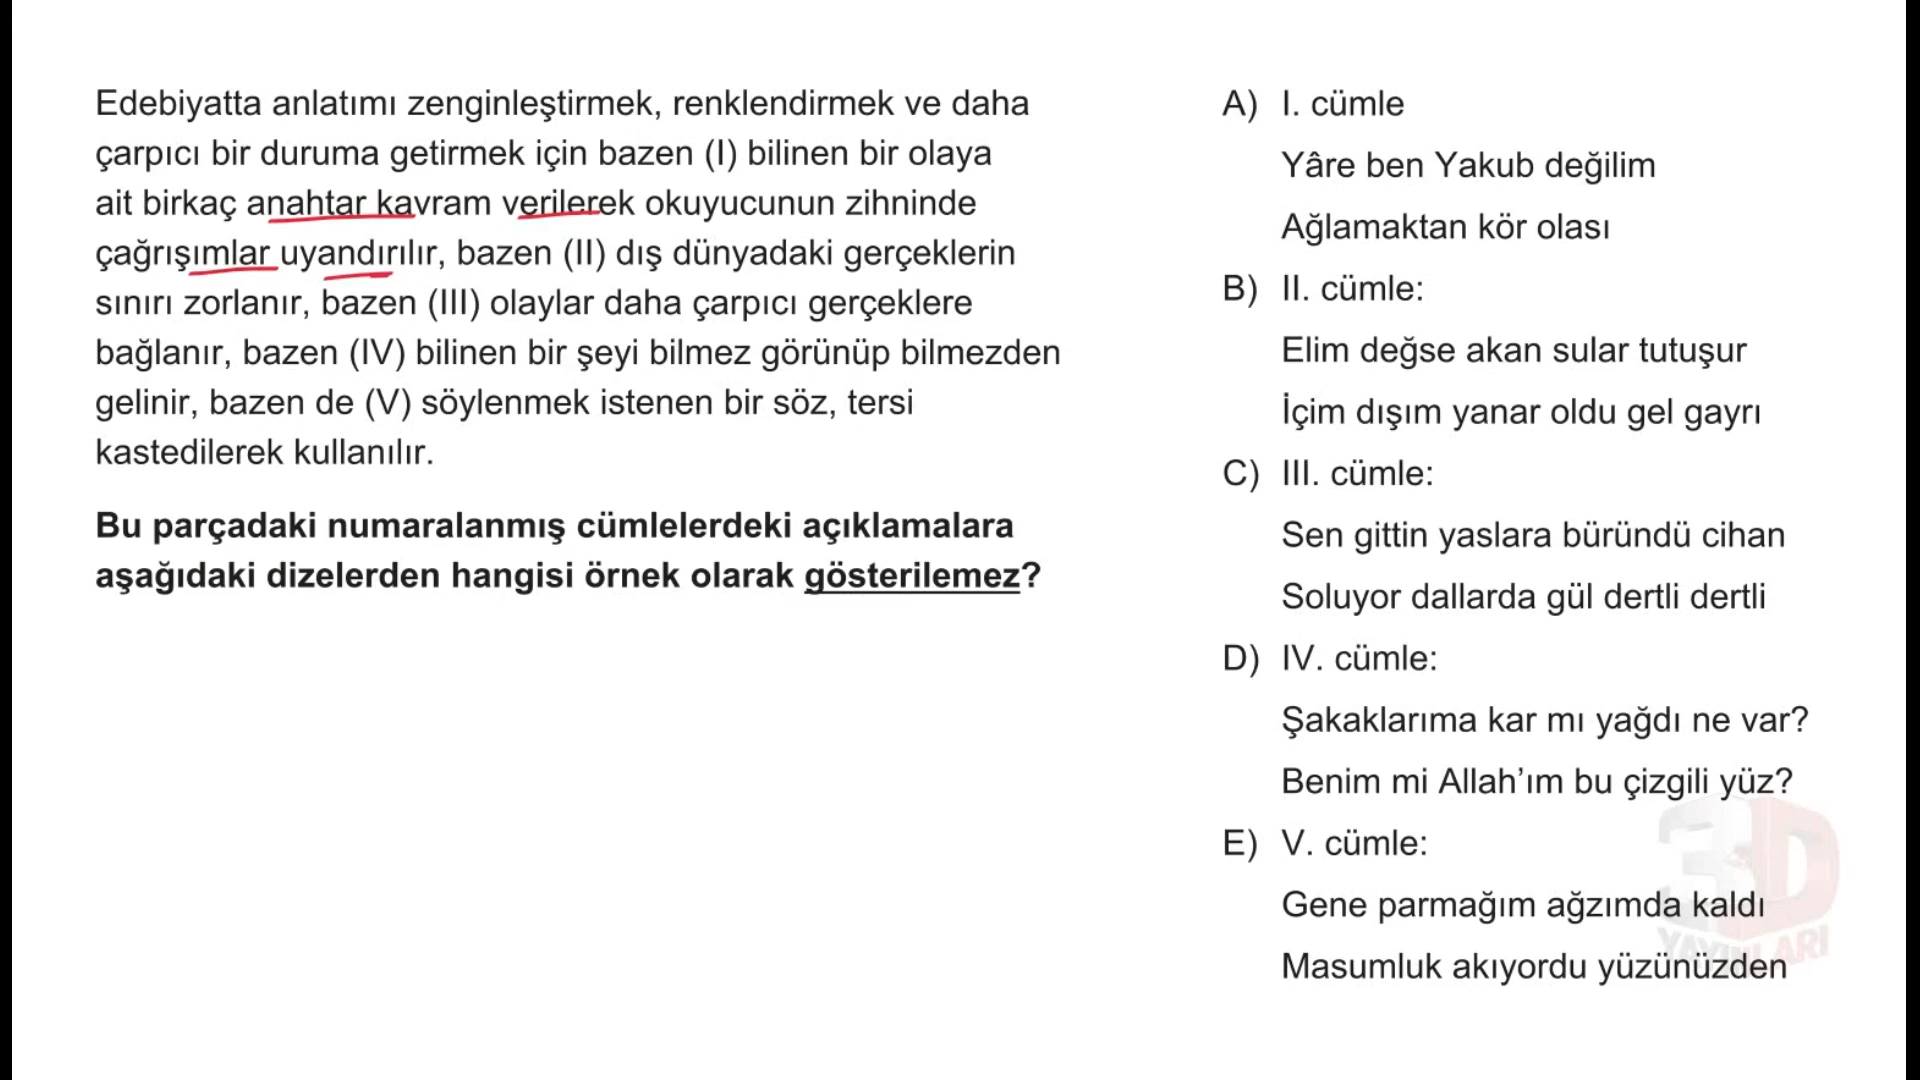 Edebiyatta anlatımı zenginleştirmek, renklendirmek ve daha
çarpıcı bir duruma getirmek için bazen (I) bilinen bir olaya
ait birkaç anahtar kavram verilerek okuyucunun zihninde
çağrışımlar uyandırılır, bazen (II) dış dünyadaki gerçeklerin
sınırı zorlanır, bazen (III) olaylar daha çarpıcı gerçeklere
bağlanır, bazen (IV) bilinen bir şeyi bilmez görünüp bilmezden
gelinir, bazen de (V) söylenmek istenen bir söz, tersi
kastedilerek kullanılır.
Bu parçadaki numaralanmış cümlelerdeki açıklamalara
aşağıdaki dizelerden hangisi örnek olarak gösterilemez?
A) I. cümle
Yâre ben Yakub değilim
Ağlamaktan kör olası
B) II. cümle:
Elim değse akan sular tutuşur
İçim dışım yanar oldu gel gayrı
C) III. cümle:
Sen gittin yaslara büründü cihan
Soluyor dallarda gül dertli dertli
D) IV. cümle:
Şakaklarıma kar mı yağdı ne var?
Benim mi Allah’ım bu çizgili yüz?
E) V. cümle:
Gene parmağım ağzımda kaldı
Masumluk akıyordu yüzünüzden
3D
YAYINLARI